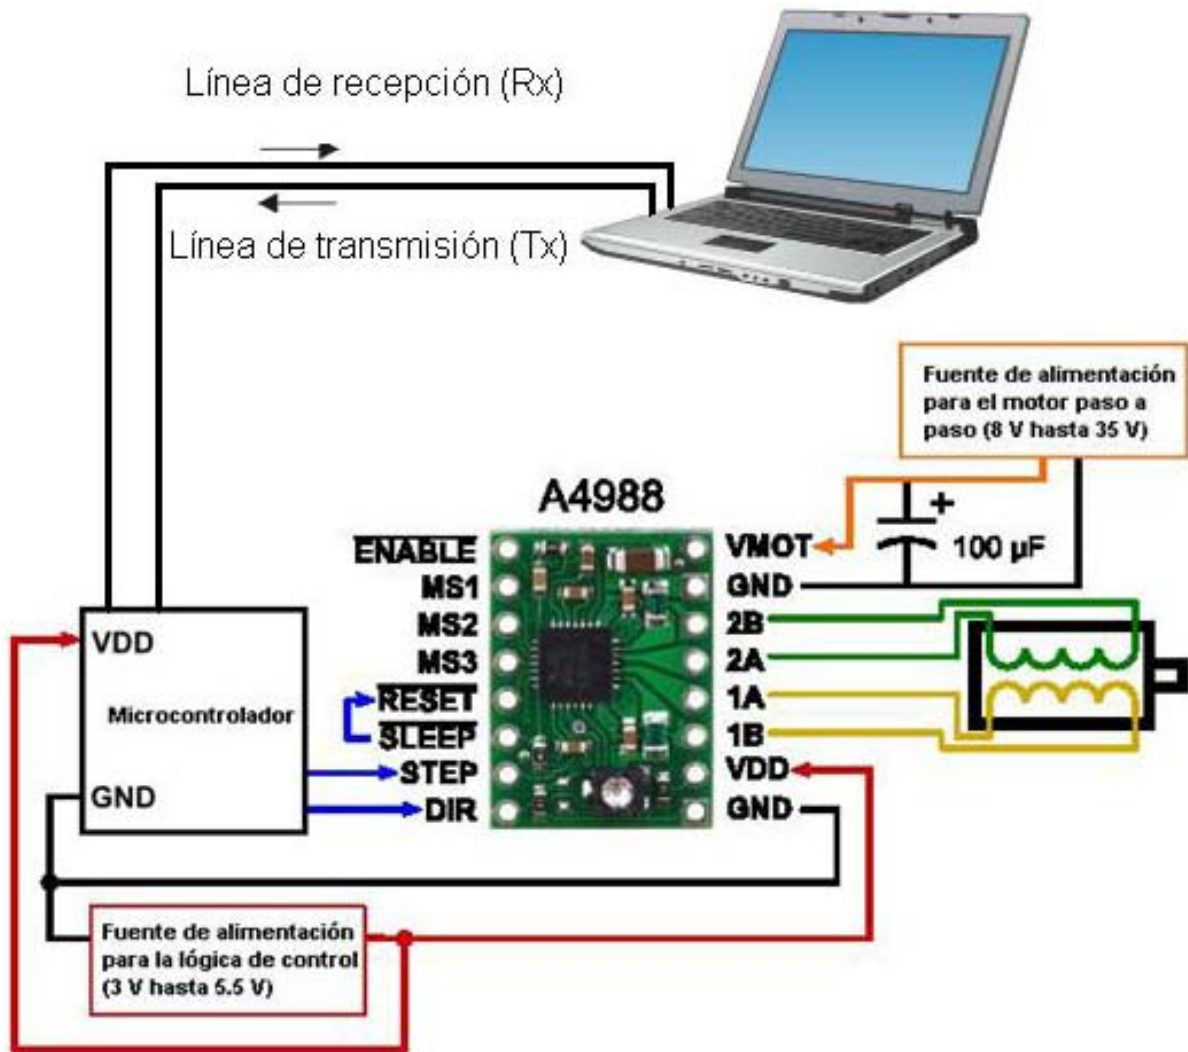 Línea de recepción (Rx)
Línea de transmisión (Tx)
Fuente de alimentación
para el motor paso a
paso (8 V hasta 35 V)
A4988
+
100 µF
ENABLE
MS1
MS2
MS3
RESET
SLEEP
STEP
DIR
VMOT
GND
2B
2A
1A
1B
VDD
GND
VDD
Microcontrolador
GND
Fuente de alimentación
para la lógica de control
(3 V hasta 5.5 V)